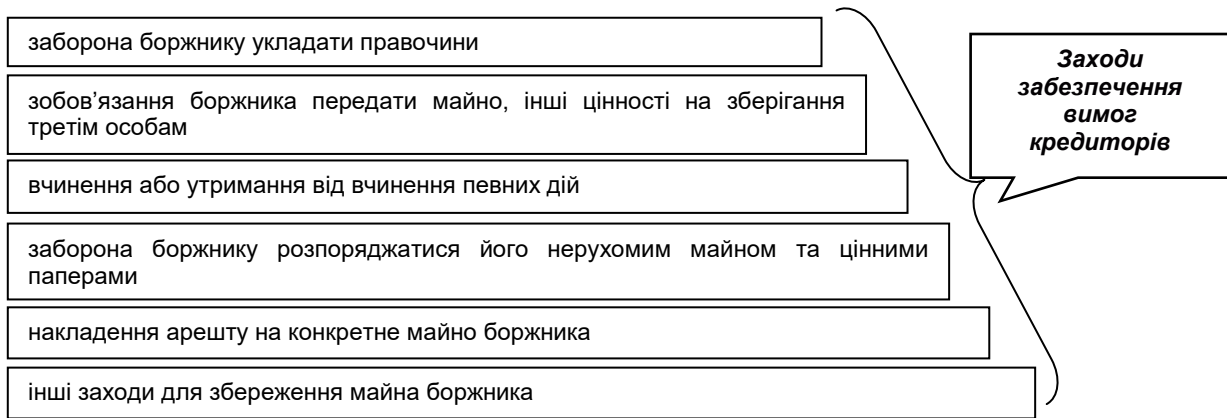 заборона боржнику укладати правочини
зобов’язання боржника передати майно, інші цінності на зберігання
третім особам
вчинення або утримання від вчинення певних дій
заборона боржнику розпоряджатися його нерухомим майном та цінними
паперами
накладення арешту на конкретне майно боржника
інші заходи для збереження майна боржника
Заходи
забезпечення
вимог
кредиторів